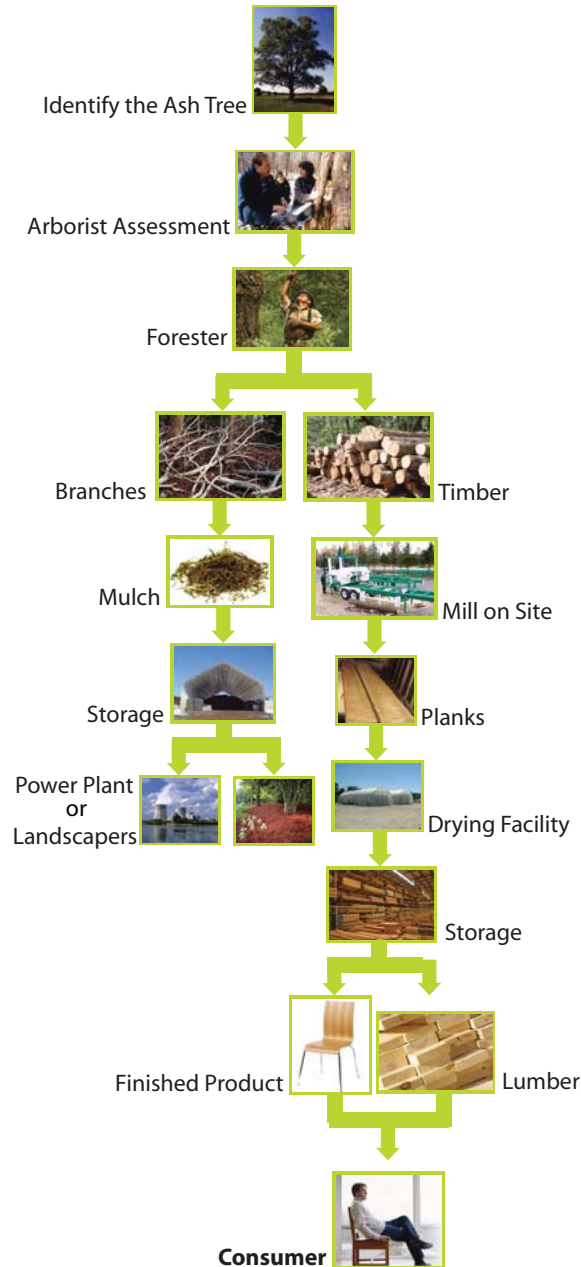 Identify the Ash Tree
Arborist Assessment
Forester
Branches
Timber
Mulch
Mill on Site
Storage
Planks
Power Plant
or
Landscapers
Drying Facility
Storage
Finished Product
Lumber
Consumer